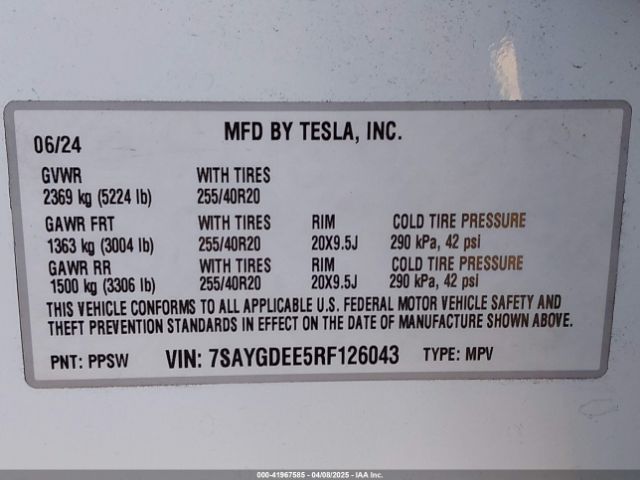 06/24 MFD BY TESLA, INC.
GVWR WITH TIRES
2369 kg (5224 lb) 255/40R20
GAWR FRT WITH TIRES RIM COLD TIRE PRESSURE
1363 kg (3004 lb) 255/40R20 20X9.5J 290 kPa, 42 psi
GAWR RR WITH TIRES RIM COLD TIRE PRESSURE
1500 kg (3306 lb) 255/40R20 20X9.5J 290 kPa, 42 psi
THIS VEHICLE CONFORMS TO ALL APPLICABLE U.S. FEDERAL MOTOR VEHICLE SAFETY AND
THEFT PREVENTION STANDARDS IN EFFECT ON THE DATE OF MANUFACTURE SHOWN ABOVE.
PNT: PPSW VIN: 7SAYGDEE5RF126043 TYPE: MPV
000-41967585 - 04/08/2025 - IAA Inc.